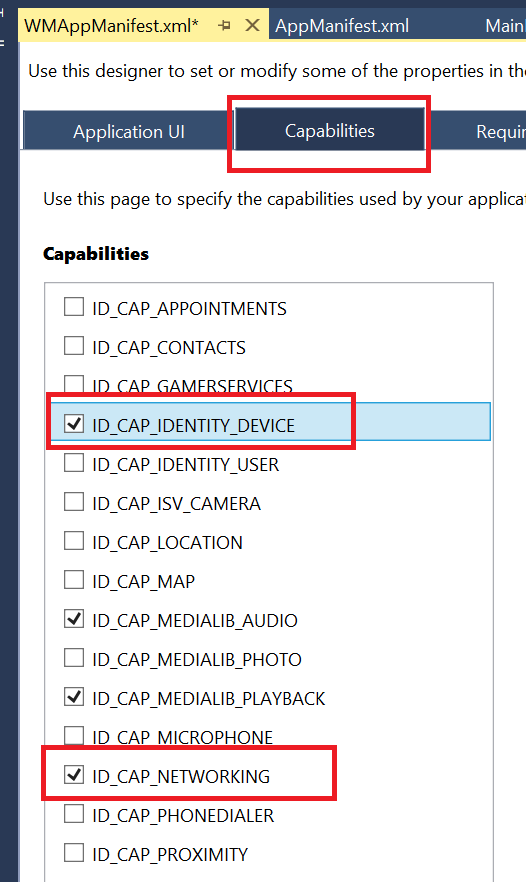 WMAppManifest.xml*
AppManifest.xml
Main
Use this designer to set or modify some of the properties in the
Application UI
Capabilities
Requir
Use this page to specify the capabilities used by your applicat
Capabilities
ID_CAP_APPOINTMENTS
ID_CAP_CONTACTS
ID_CAP_GAMERSERVICES
ID_CAP_IDENTITY_DEVICE
ID_CAP_IDENTITY_USER
ID_CAP_ISV_CAMERA
ID_CAP_LOCATION
ID_CAP_MAP
ID_CAP_MEDIALIB_AUDIO
ID_CAP_MEDIALIB_PHOTO
ID_CAP_MEDIALIB_PLAYBACK
ID_CAP_MICROPHONE
ID_CAP_NETWORKING
ID_CAP_PHONEDIALER
ID_CAP_PROXIMITY